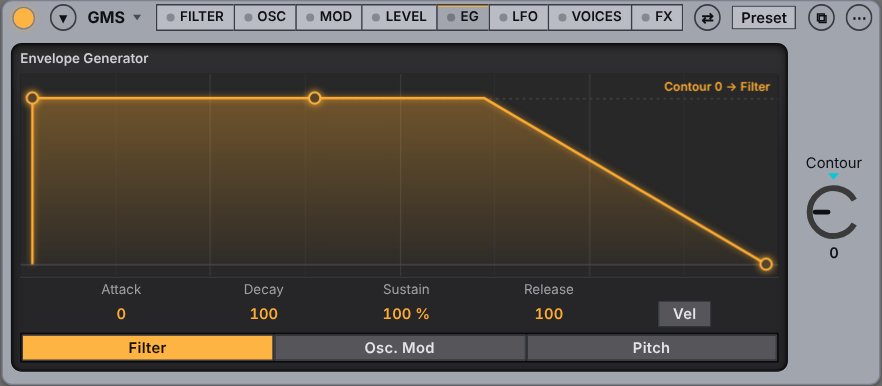 GMS FILTER OSC MOD LEVEL EG LFO VOICES FX Preset
Envelope Generator
Contour 0 → Filter
Contour
0
Attack Decay Sustain Release
0 100 100 % 100 Vel
Filter Osc. Mod Pitch